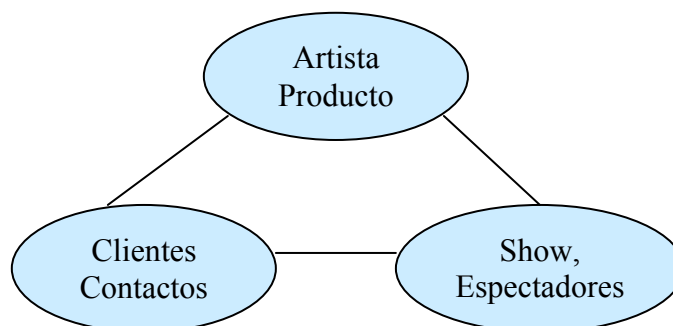 Artista
Producto
Clientes
Contactos
Show,
Espectadores